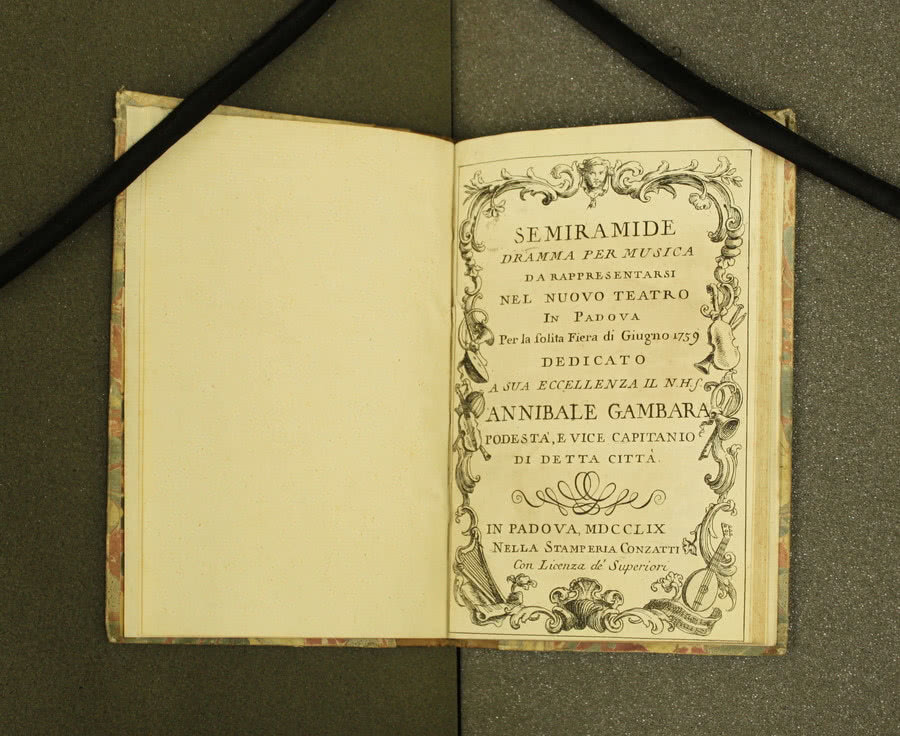 SEMIRAMIDE
DRAMMA PER MUSICA
DA RAPPRESENTARSI
NEL NUOVO TEATRO
IN PADOVA
Per la ſolita Fiera di Giugno 1759
DEDICATO
A SUA ECCELLENZA IL N.H.S.
ANNIBALE GAMBARA
PODESTA', E VICE CAPITANIO
DI DETTA CITTÀ.
IN PADOVA, MDCCLIX
NELLA STAMPERIA CONZATTI
Con Licenza de' Superiori